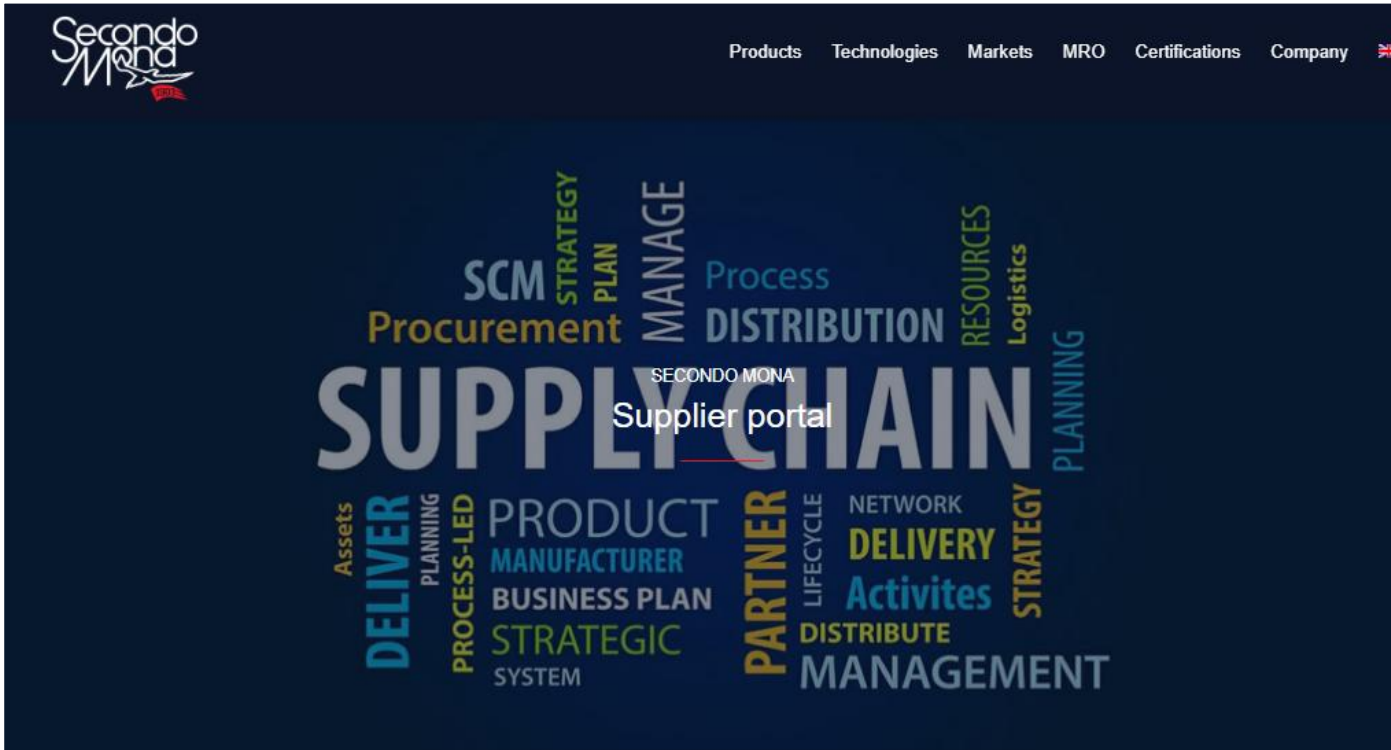 Secondo
Mona
1903
Products Technologies Markets MRO Certifications Company
STRATEGY
MANAGE
PLAN
SCM
Process
RESOURCES
Logistics
Procurement
DISTRIBUTION
PLANNING
SUPPLY CHAIN
SECONDO MONA
Supplier portal
Assets
DELIVER
PLANNING
PROCESS-LED
PRODUCT
MANUFACTURER
BUSINESS PLAN
STRATEGIC
SYSTEM
PARTNER
LIFECYCLE
NETWORK
DELIVERY
Activites
STRATEGY
DISTRIBUTE
MANAGEMENT